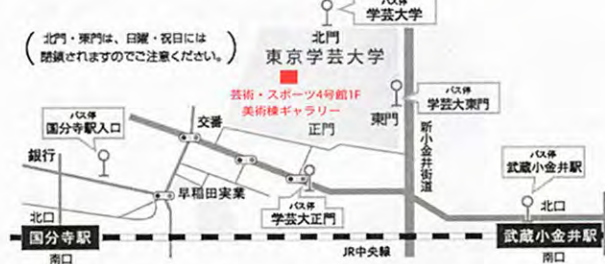 バス停
学芸大学
北門
北門・東門は、日曜・祝日には
閉鎖されますのでご注意ください。
東京学芸大学
芸術・スポーツ4号館1F
美術棟ギャラリー
東門
バス停
学芸大東門
正門
交番
バス停
国分寺駅入口
銀行
早稲田実業
バス停
学芸大正門
新小金井街道
バス停
武蔵小金井駅
北口
国分寺駅
南口
JR中央線
北口
武蔵小金井駅
南口